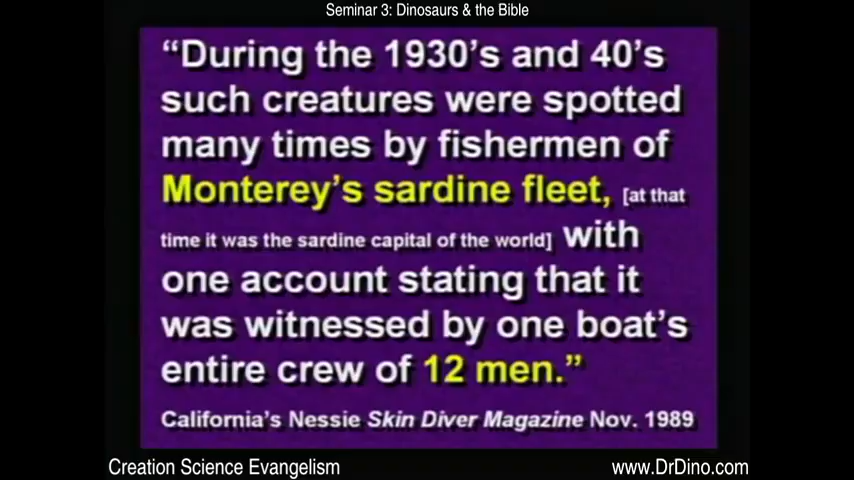 Seminar 3: Dinosaurs & the Bible
“During the 1930’s and 40’s
such creatures were spotted
many times by fishermen of
Monterey’s sardine fleet, [at that
time it was the sardine capital of the world] with
one account stating that it
was witnessed by one boat’s
entire crew of 12 men.”
California’s Nessie Skin Diver Magazine Nov. 1989
Creation Science Evangelism
www.DrDino.com